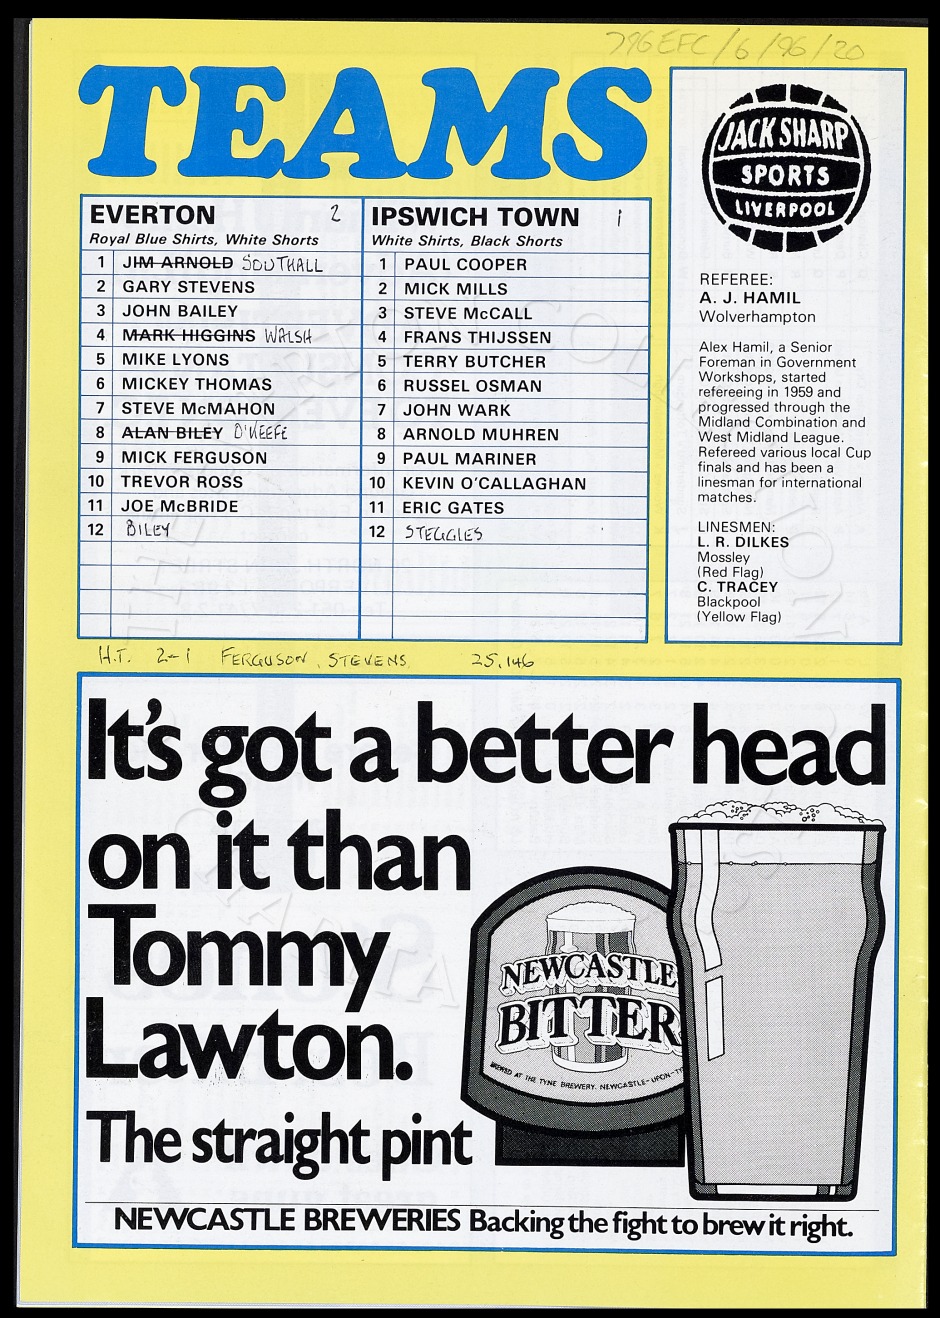 796EFC/6/96/20
TEAMS
EVERTON 2
Royal Blue Shirts, White Shorts
1 JIM ARNOLD SOUTHALL
2 GARY STEVENS
3 JOHN BAILEY
4 MARK HIGGINS WALSH
5 MIKE LYONS
6 MICKEY THOMAS
7 STEVE McMAHON
8 ALAN BILEY O'KEEFE
9 MICK FERGUSON
10 TREVOR ROSS
11 JOE McBRIDE
12 BILEY
IPSWICH TOWN 1
White Shirts, Black Shorts
1 PAUL COOPER
2 MICK MILLS
3 STEVE McCALL
4 FRANS THIJSSEN
5 TERRY BUTCHER
6 RUSSEL OSMAN
7 JOHN WARK
8 ARNOLD MUHREN
9 PAUL MARINER
10 KEVIN O'CALLAGHAN
11 ERIC GATES
12 STEGGLES
H.T. 2-1 FERGUSON, STEVENS 25,146
JACK SHARP
SPORTS
LIVERPOOL
REFEREE:
A. J. HAMIL
Wolverhampton
Alex Hamil, a Senior
Foreman in Government
Workshops, started
refereeing in 1959 and
progressed through the
Midland Combination and
West Midland League.
Refereed various local Cup
finals and has been a
linesman for international
matches.
LINESMEN:
L. R. DILKES
Mossley
(Red Flag)
C. TRACEY
Blackpool
(Yellow Flag)
It's got a better head
on it than
Tommy
Lawton.
The straight pint
NEWCASTLE
BITTER
BREWED AT THE TYNE BREWERY, NEWCASTLE-UPON-TY
NEWCASTLE BREWERIES Backing the fight to brew it right.